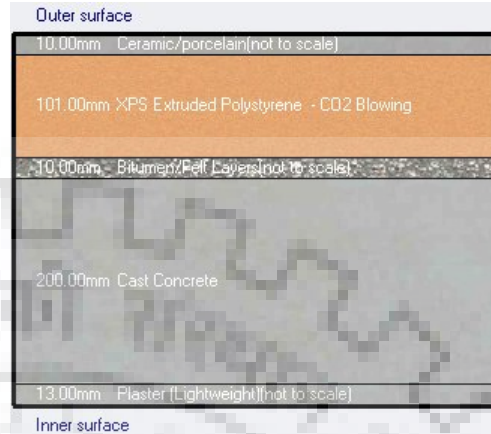 Outer surface
10.00mm Ceramic/porcelain(not to scale)
101.00mm XPS Extruded Polystyrene - CO2 Blowing
10.00mm Bitumen/Felt Layers(not to scale)
200.00mm Cast Concrete
13.00mm Plaster (Lightweight)(not to scale)
Inner surface